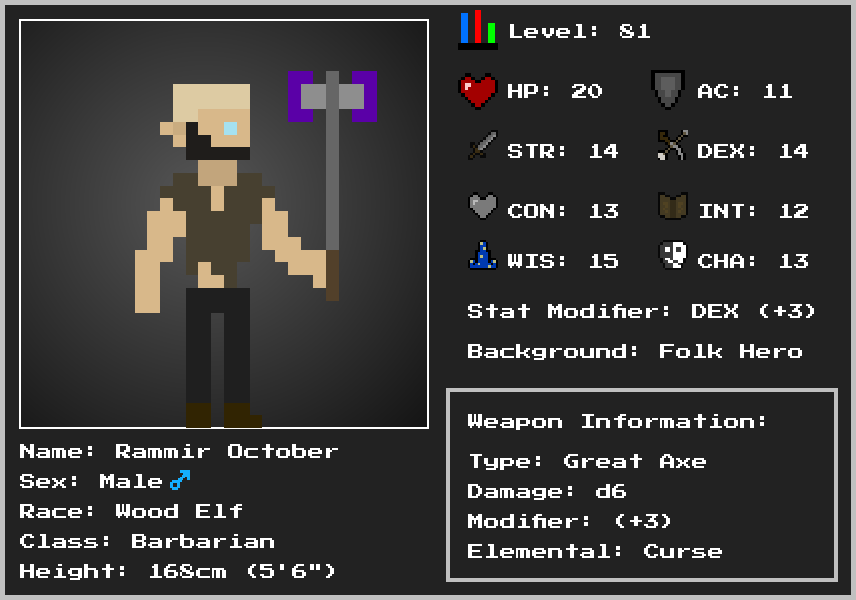 Level: 81
HP: 20 AC: 11
STR: 14 DEX: 14
CON: 13 INT: 12
WIS: 15 CHA: 13
Stat Modifier: DEX (+3)
Background: Folk Hero
Weapon Information:
Type: Great Axe
Damage: d6
Modifier: (+3)
Elemental: Curse
Name: Rammir October
Sex: Male♂
Race: Wood Elf
Class: Barbarian
Height: 168cm (5'6")